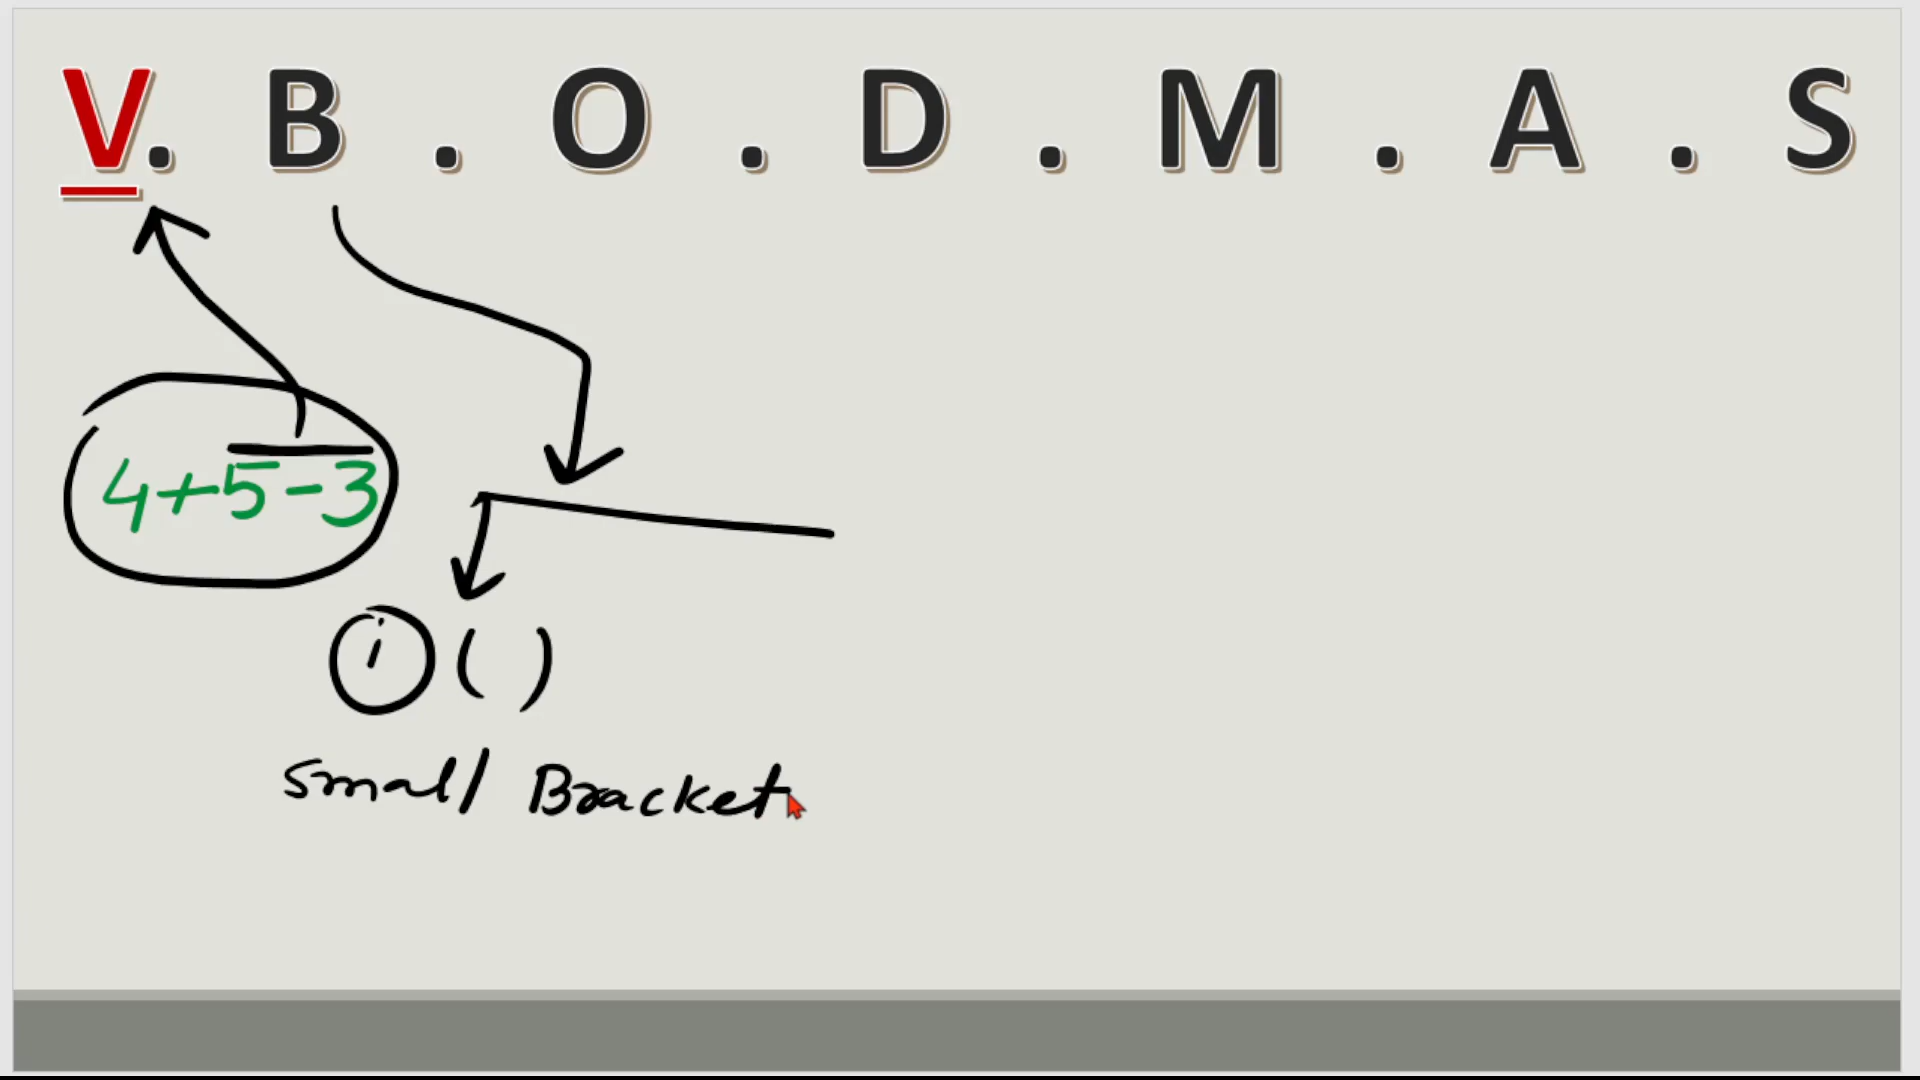 V. B . O . D . M . A . S
4+5-3
i ( )
Small Bracket